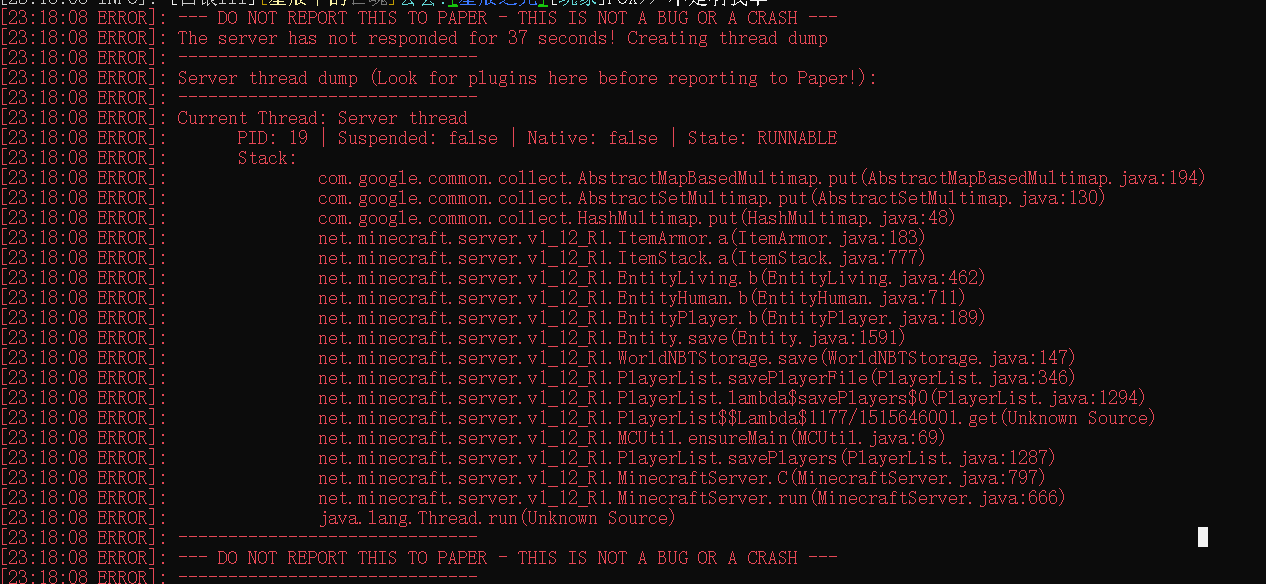 [23:18:08 ERROR]: --- DO NOT REPORT THIS TO PAPER - THIS IS NOT A BUG OR A CRASH ---
[23:18:08 ERROR]: The server has not responded for 37 seconds! Creating thread dump
[23:18:08 ERROR]: ------------------------------
[23:18:08 ERROR]: Server thread dump (Look for plugins here before reporting to Paper!):
[23:18:08 ERROR]: ------------------------------
[23:18:08 ERROR]: Current Thread: Server thread
[23:18:08 ERROR]: PID: 19 | Suspended: false | Native: false | State: RUNNABLE
[23:18:08 ERROR]: Stack:
[23:18:08 ERROR]: com.google.common.collect.AbstractMapBasedMultimap.put(AbstractMapBasedMultimap.java:194)
[23:18:08 ERROR]: com.google.common.collect.AbstractSetMultimap.put(AbstractSetMultimap.java:130)
[23:18:08 ERROR]: com.google.common.collect.HashMultimap.put(HashMultimap.java:48)
[23:18:08 ERROR]: net.minecraft.server.v1_12_R1.ItemArmor.a(ItemArmor.java:183)
[23:18:08 ERROR]: net.minecraft.server.v1_12_R1.ItemStack.a(ItemStack.java:777)
[23:18:08 ERROR]: net.minecraft.server.v1_12_R1.EntityLiving.b(EntityLiving.java:462)
[23:18:08 ERROR]: net.minecraft.server.v1_12_R1.EntityHuman.b(EntityHuman.java:711)
[23:18:08 ERROR]: net.minecraft.server.v1_12_R1.EntityPlayer.b(EntityPlayer.java:189)
[23:18:08 ERROR]: net.minecraft.server.v1_12_R1.Entity.save(Entity.java:1591)
[23:18:08 ERROR]: net.minecraft.server.v1_12_R1.WorldNBTStorage.save(WorldNBTStorage.java:147)
[23:18:08 ERROR]: net.minecraft.server.v1_12_R1.PlayerList.savePlayerFile(PlayerList.java:346)
[23:18:08 ERROR]: net.minecraft.server.v1_12_R1.PlayerList.lambda$savePlayers$0(PlayerList.java:1294)
[23:18:08 ERROR]: net.minecraft.server.v1_12_R1.PlayerList$$Lambda$1177/1515646001.get(Unknown Source)
[23:18:08 ERROR]: net.minecraft.server.v1_12_R1.MCUtil.ensureMain(MCUtil.java:69)
[23:18:08 ERROR]: net.minecraft.server.v1_12_R1.PlayerList.savePlayers(PlayerList.java:1287)
[23:18:08 ERROR]: net.minecraft.server.v1_12_R1.MinecraftServer.C(MinecraftServer.java:797)
[23:18:08 ERROR]: net.minecraft.server.v1_12_R1.MinecraftServer.run(MinecraftServer.java:666)
[23:18:08 ERROR]: java.lang.Thread.run(Unknown Source)
[23:18:08 ERROR]: ------------------------------
[23:18:08 ERROR]: --- DO NOT REPORT THIS TO PAPER - THIS IS NOT A BUG OR A CRASH ---
[23:18:08 ERROR]: ------------------------------